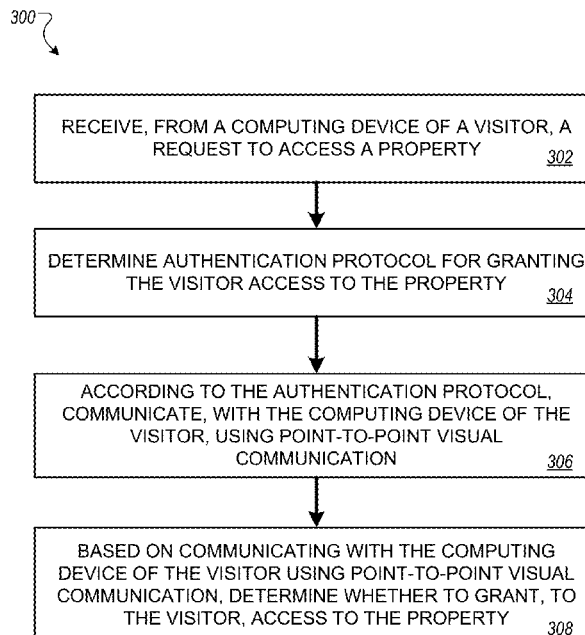 300
RECEIVE, FROM A COMPUTING DEVICE OF A VISITOR, A
REQUEST TO ACCESS A PROPERTY
302
DETERMINE AUTHENTICATION PROTOCOL FOR GRANTING
THE VISITOR ACCESS TO THE PROPERTY
304
ACCORDING TO THE AUTHENTICATION PROTOCOL,
COMMUNICATE, WITH THE COMPUTING DEVICE OF THE
VISITOR, USING POINT-TO-POINT VISUAL
COMMUNICATION
306
BASED ON COMMUNICATING WITH THE COMPUTING
DEVICE OF THE VISITOR USING POINT-TO-POINT VISUAL
COMMUNICATION, DETERMINE WHETHER TO GRANT, TO
THE VISITOR, ACCESS TO THE PROPERTY
308